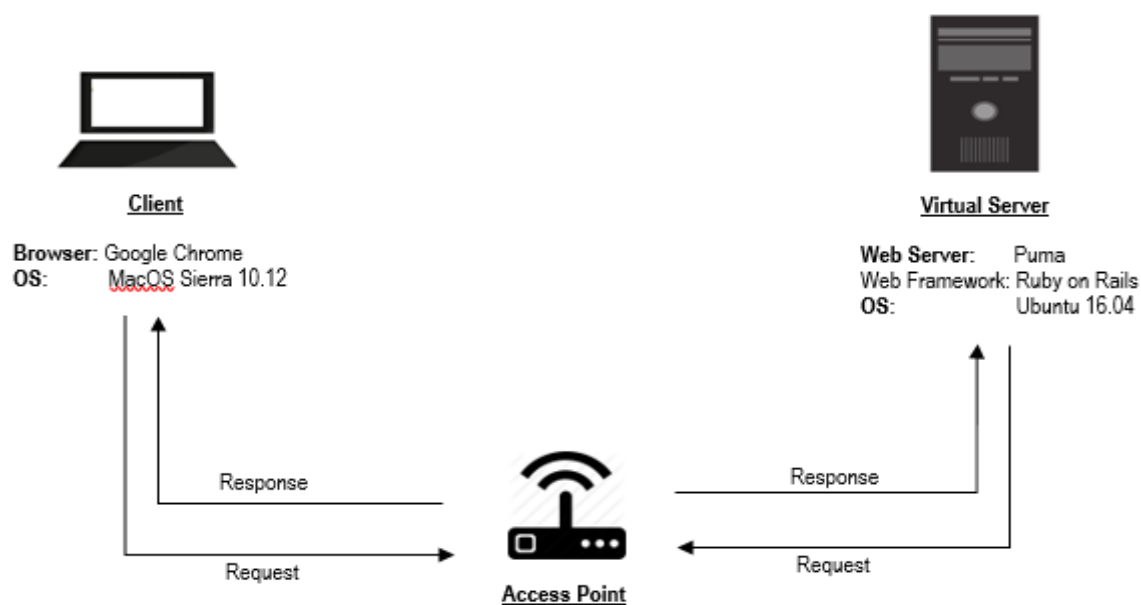 Client
Browser: Google Chrome
OS: MacOS Sierra 10.12
Virtual Server
Web Server: Puma
Web Framework: Ruby on Rails
OS: Ubuntu 16.04
Response
Request
Response
Request
Access Point